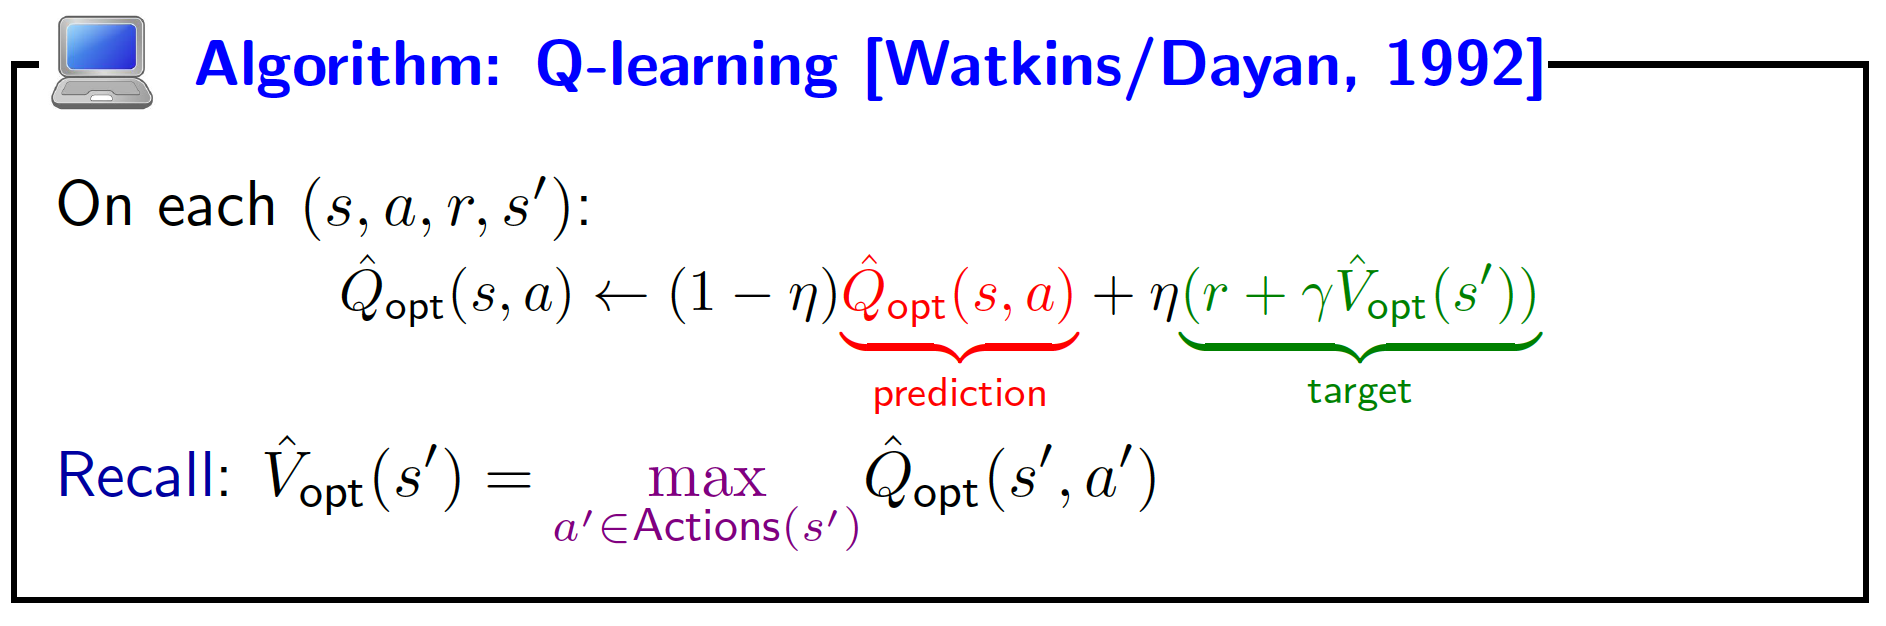 Algorithm: Q-learning [Watkins/Dayan, 1992]
On each (s, a, r, s′):
Q̂opt(s, a) ← (1 − η)Q̂opt(s, a) + η(r + γV̂opt(s′))
prediction target
Recall: V̂opt(s′) = max Q̂opt(s′, a′)
a′∈Actions(s′)